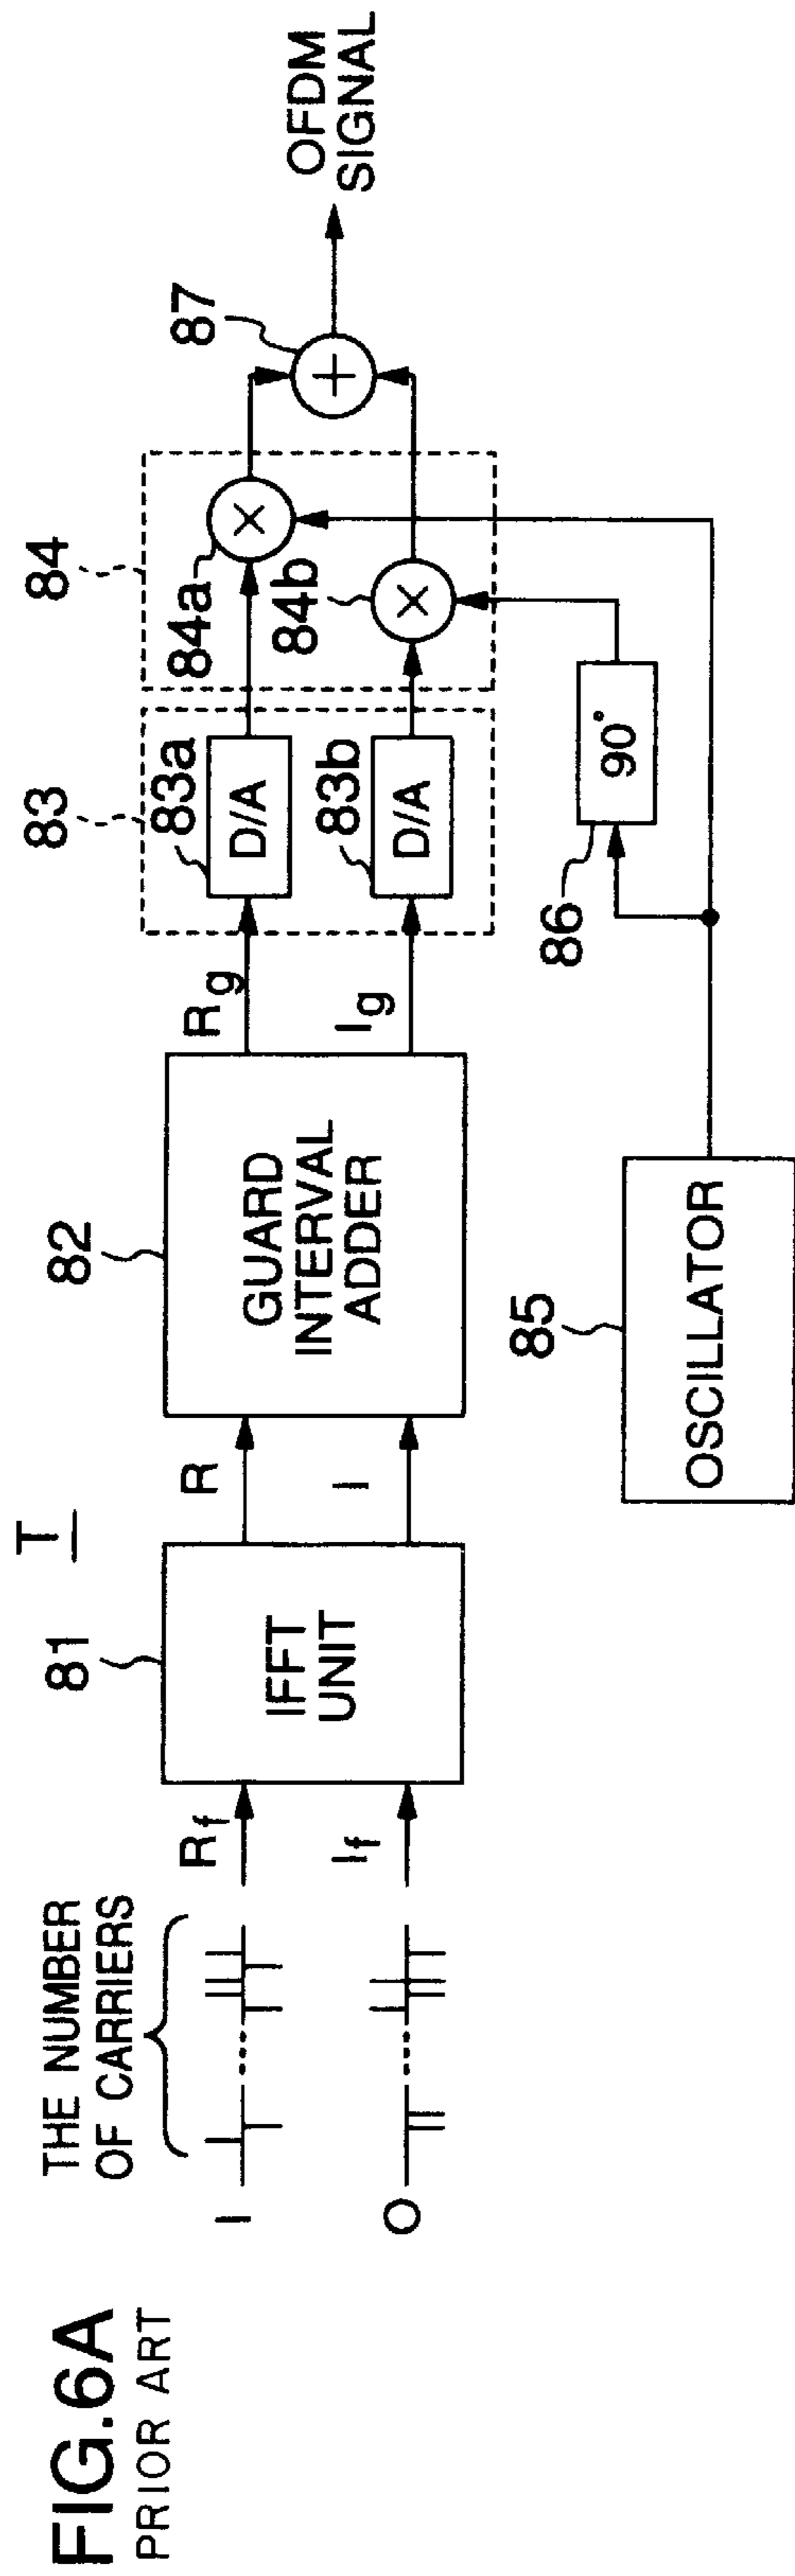 FIG.6A
PRIOR ART
THE NUMBER
OF CARRIERS
I
O
Rf
If
T
81
IFFT
UNIT
R
I
82
GUARD
INTERVAL
ADDER
Rg
Ig
83
83a
D/A
83b
D/A
84
84a
×
84b
×
85
OSCILLATOR
86
90°
87
+
OFDM
SIGNAL